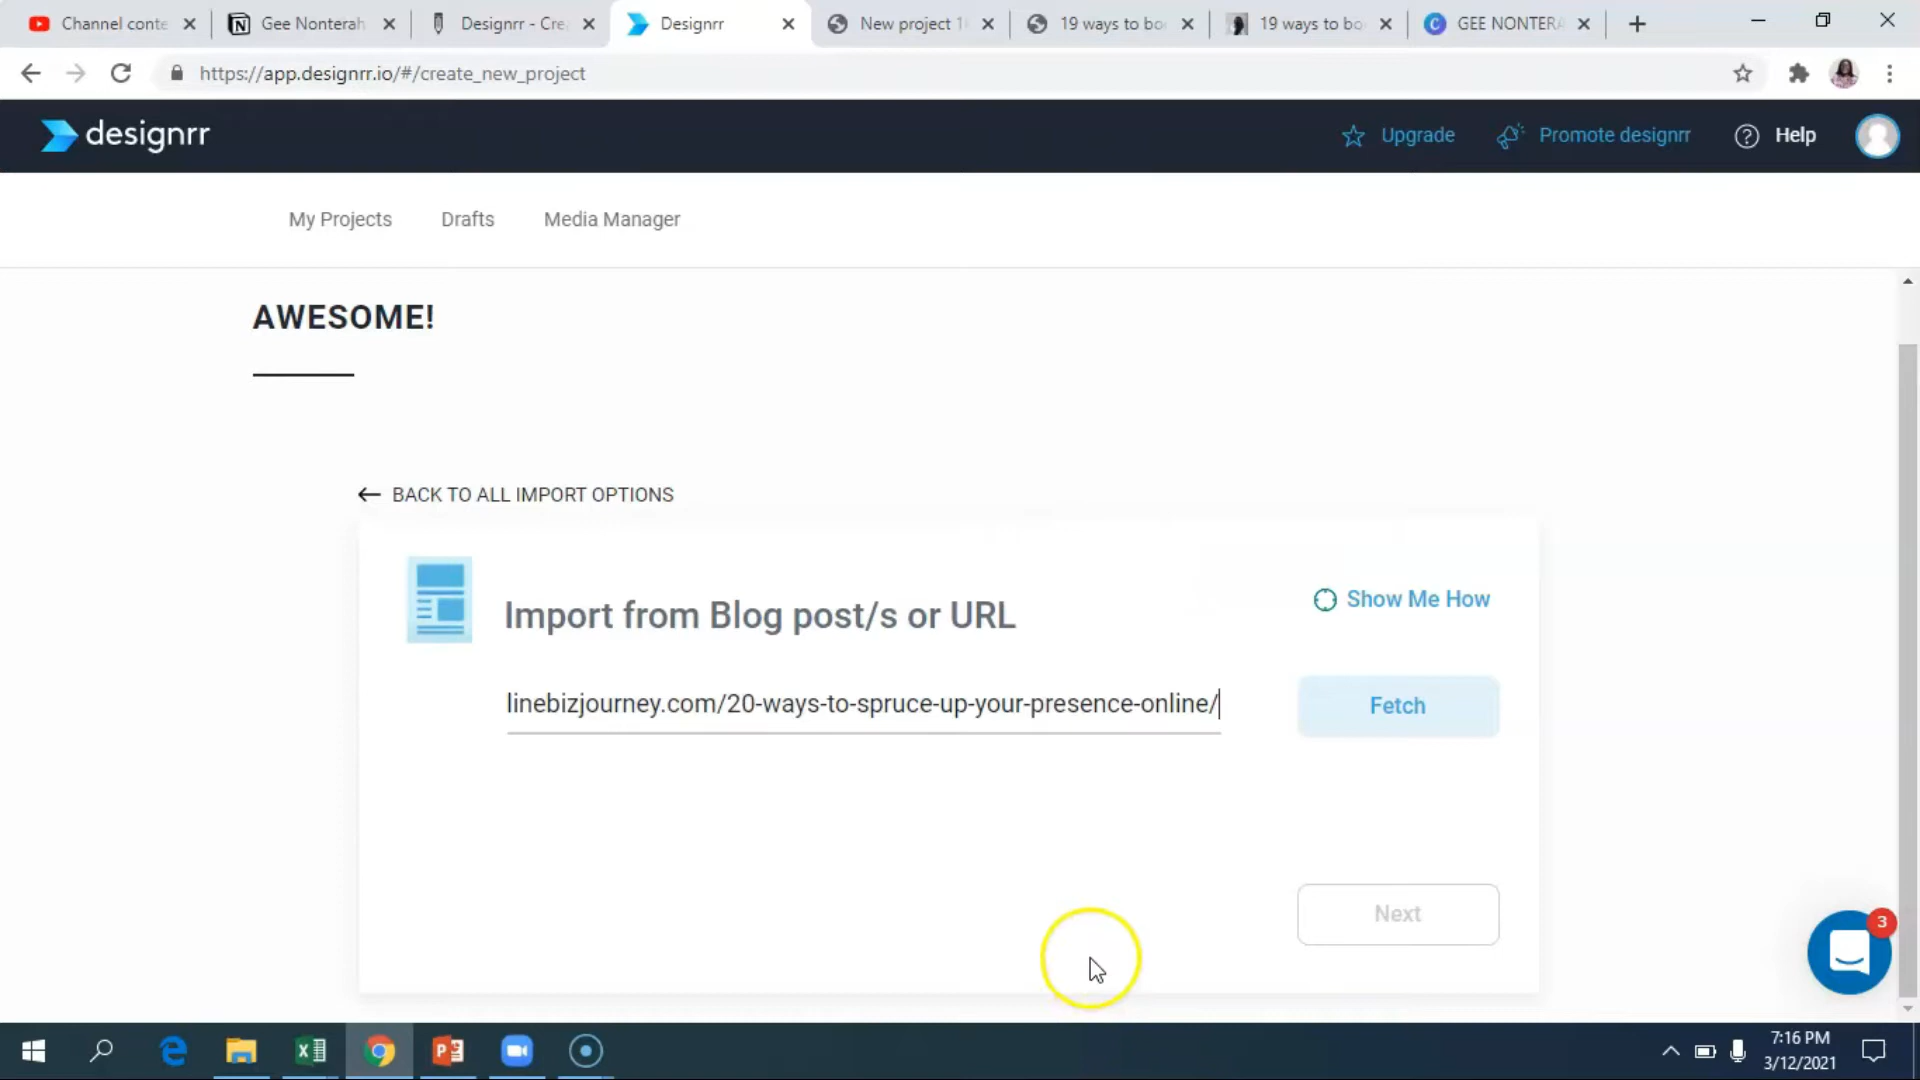 Channel conte
Gee Nonterah
Designrr - Cre
Designrr
New project 1
19 ways to bo
19 ways to bo
GEE NONTERA
https://app.designrr.io/#/create_new_project
designrr
Upgrade
Promote designrr
Help
My Projects
Drafts
Media Manager
AWESOME!
BACK TO ALL IMPORT OPTIONS
Import from Blog post/s or URL
Show Me How
linebizjourney.com/20-ways-to-spruce-up-your-presence-online/
Fetch
Next
3
7:16 PM
3/12/2021